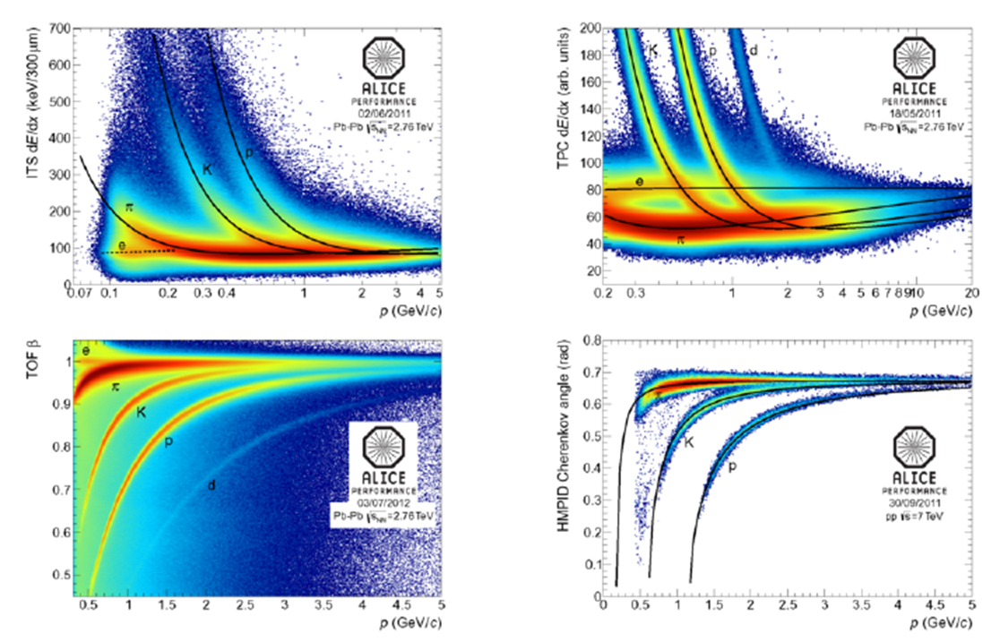 ITS dE/dx (keV/300μm)
700
600
500
400
300
200
100
0
0.07 0.1 0.2 0.3 0.4 1 2 3 4 5
p (GeV/c)
ALICE
PERFORMANCE
02/06/2011
Pb-Pb √sNN=2.76 TeV
π
e
K
p
TPC dE/dx (arb. units)
200
180
160
140
120
100
80
60
40
20
0.2 0.3 1 2 3 4 5 6 7 8 9 10 20
p (GeV/c)
K p d
ALICE
PERFORMANCE
18/05/2011
Pb-Pb √sNN=2.76 TeV
e
π
TOF β
1
0.9
0.8
0.7
0.6
0.5
0.5 1 1.5 2 2.5 3 3.5 4 4.5 5
p (GeV/c)
e
π
K
p
d
ALICE
PERFORMANCE
03/07/2012
Pb-Pb √sNN=2.76 TeV
HMPID Cherenkov angle (rad)
0.8
0.7
0.6
0.5
0.4
0.3
0.2
0.1
0
0 0.5 1 1.5 2 2.5 3 3.5 4 4.5 5
p (GeV/c)
π
K
p
ALICE
PERFORMANCE
30/09/2011
pp √s=7 TeV